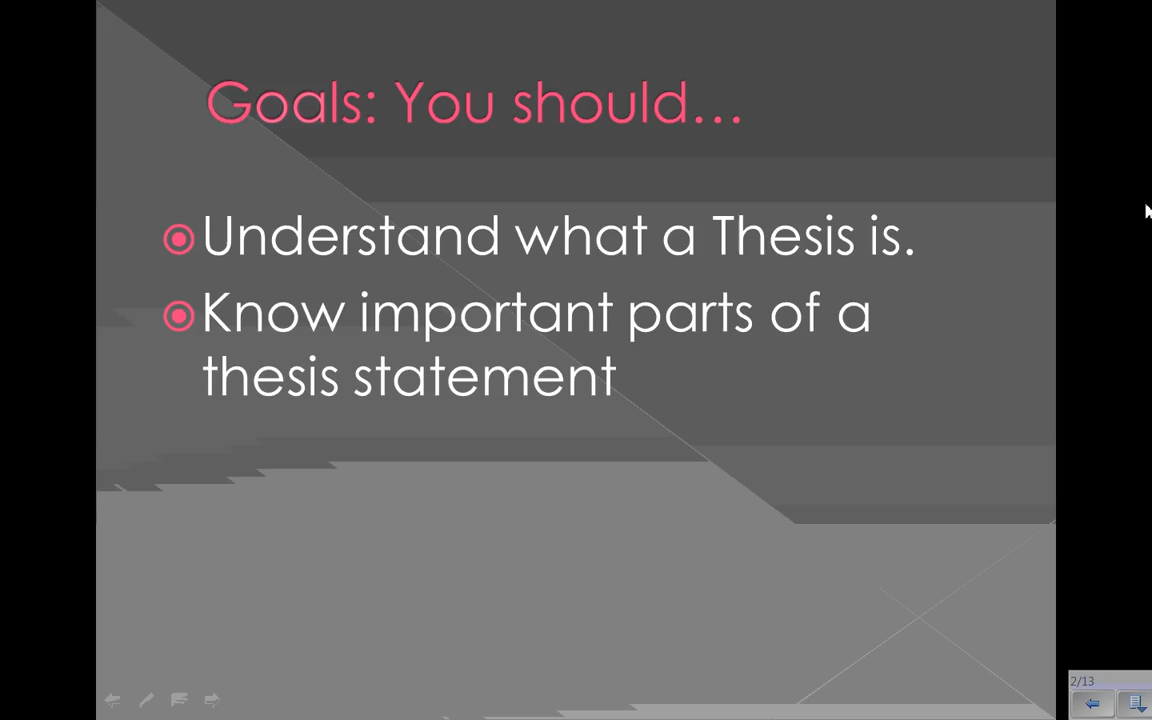 Goals: You should…
Understand what a Thesis is.
Know important parts of a
thesis statement
2/13